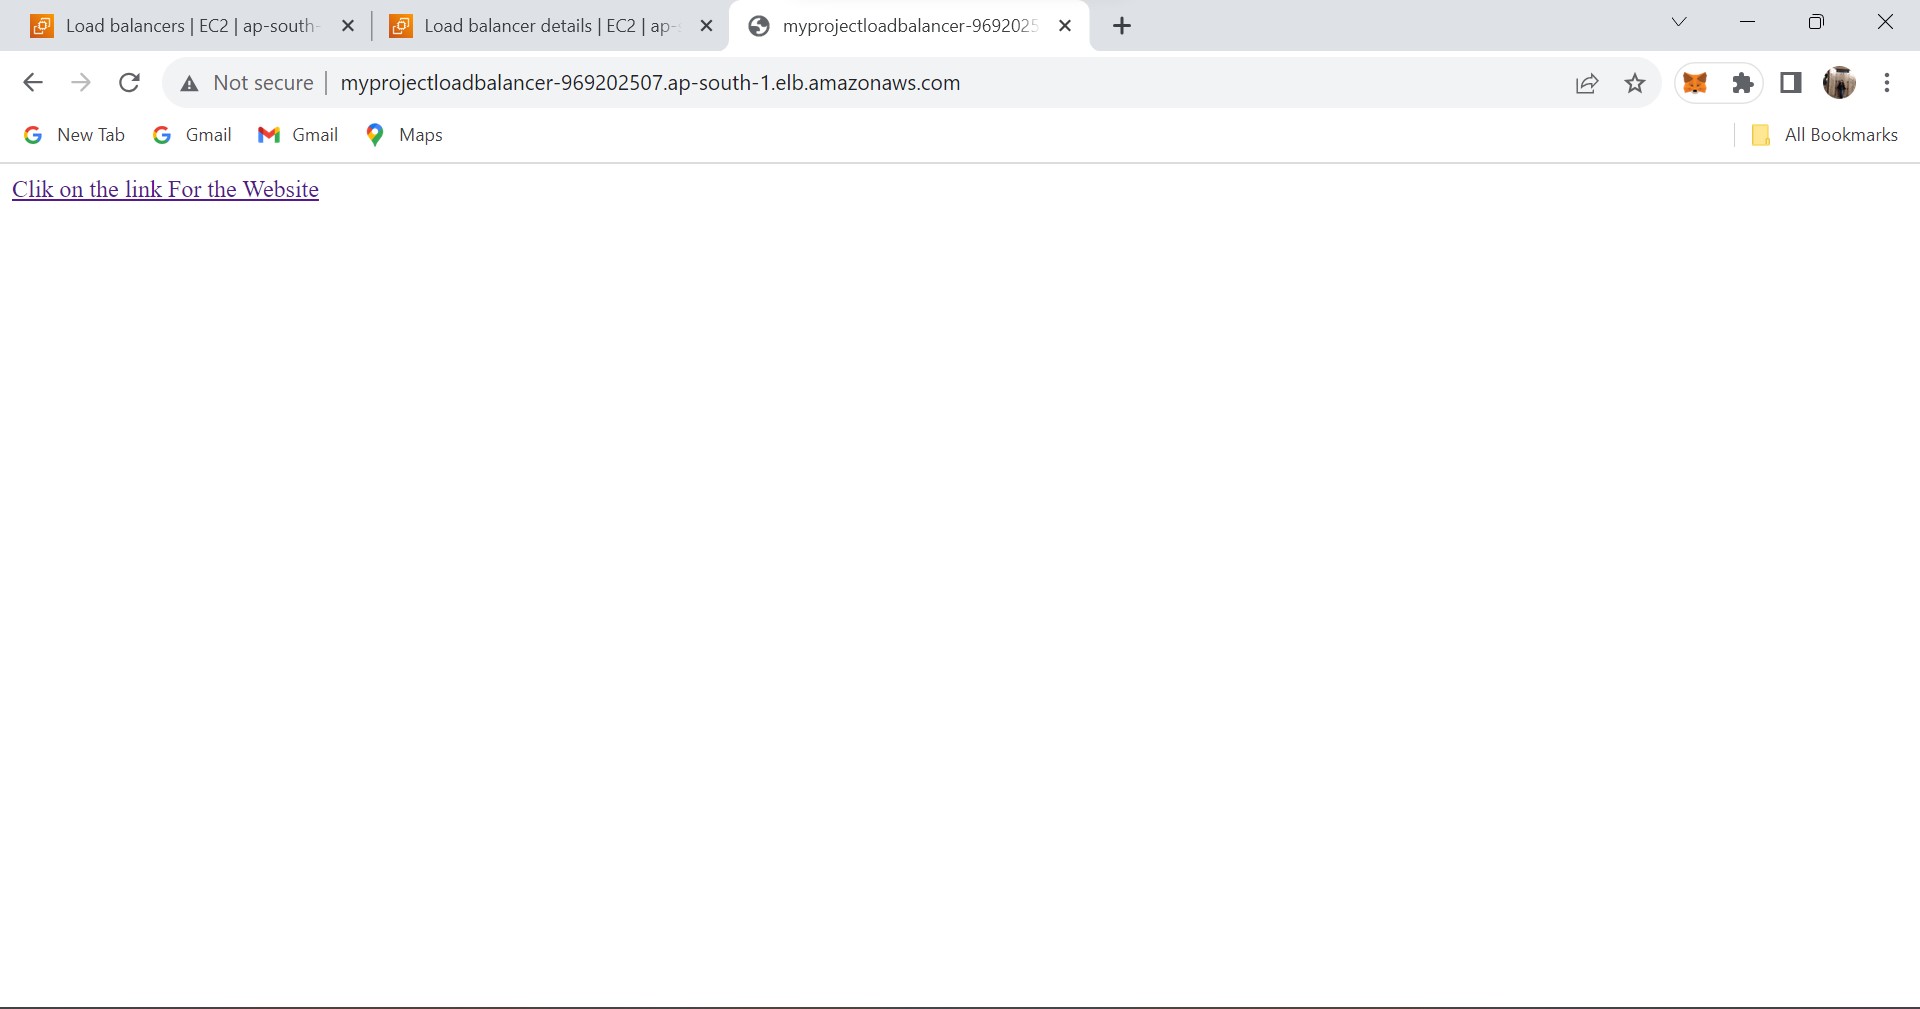 Load balancers | EC2 | ap-south-
Load balancer details | EC2 | ap-s
myprojectloadbalancer-9692025
Not secure
myprojectloadbalancer-969202507.ap-south-1.elb.amazonaws.com
New Tab
Gmail
Gmail
Maps
All Bookmarks
Clik on the link For the Website